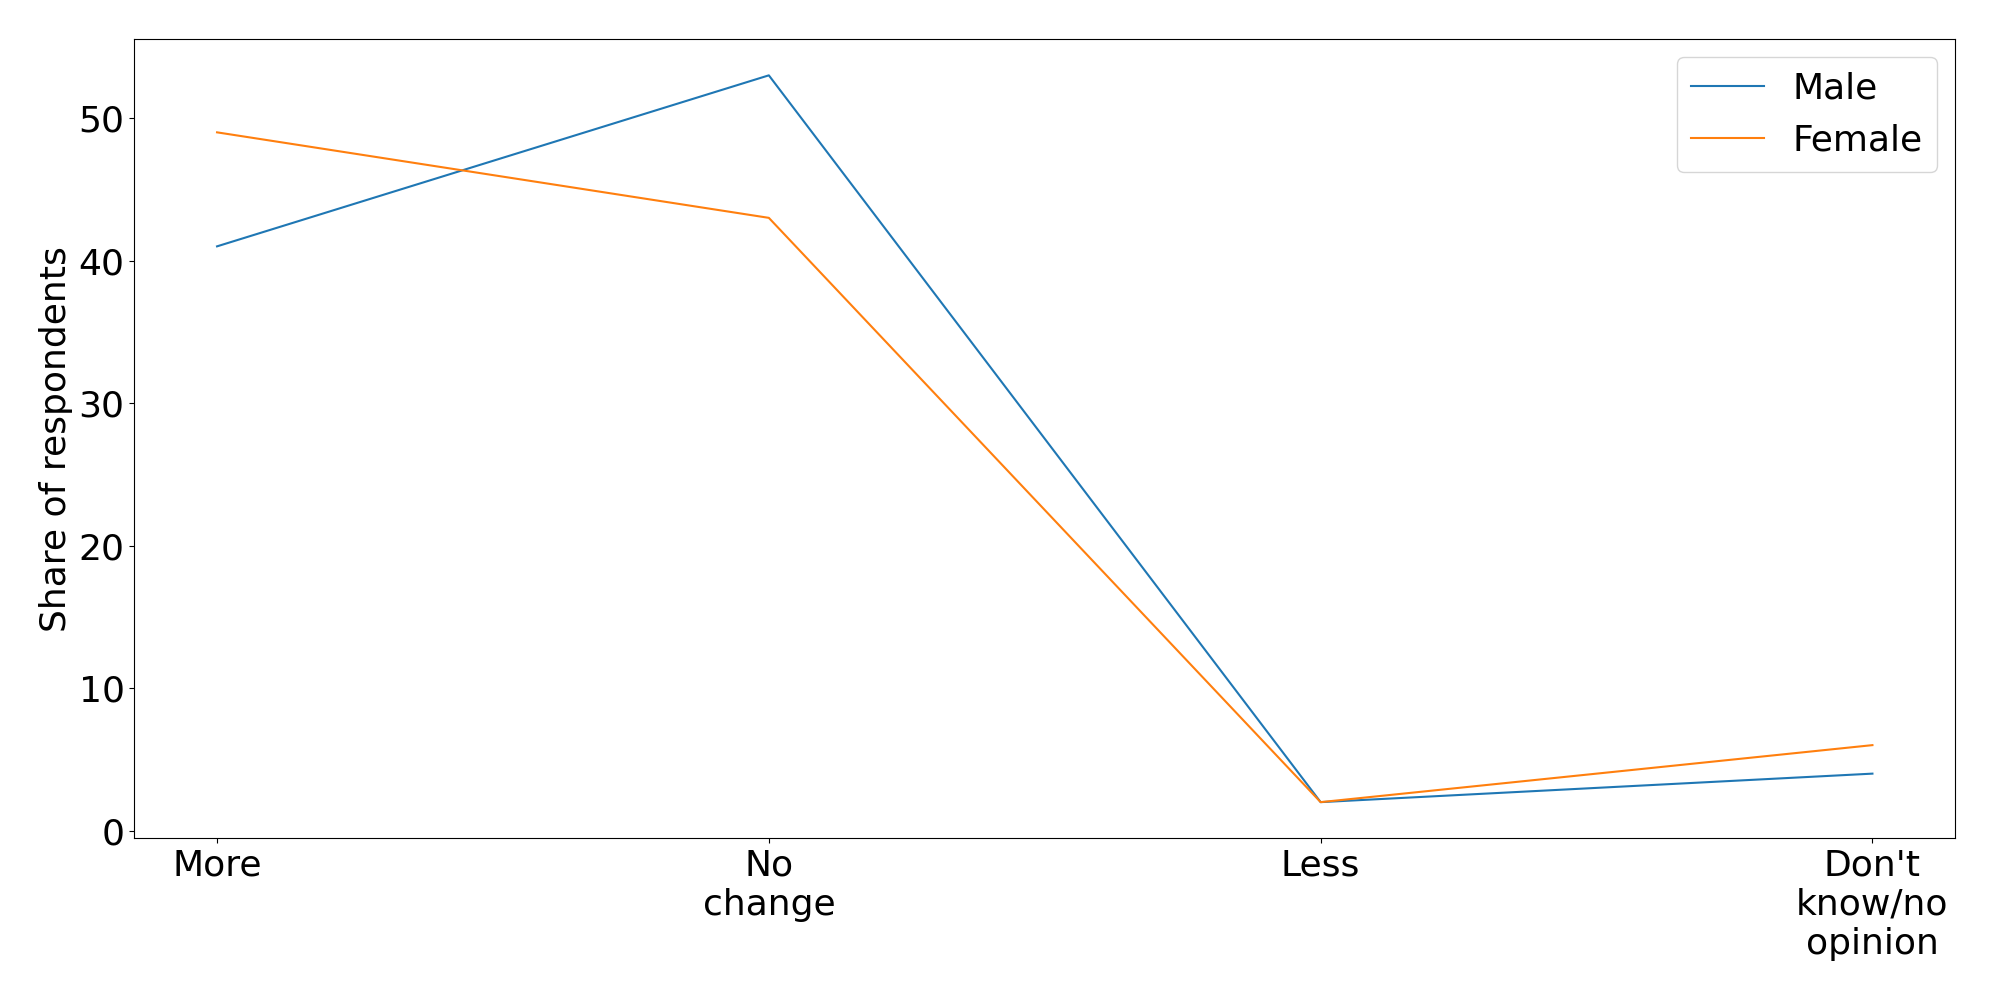 Male
Female
Share of respondents
50
40
30
20
10
0
More
No
change
Less
Don't
know/no
opinion